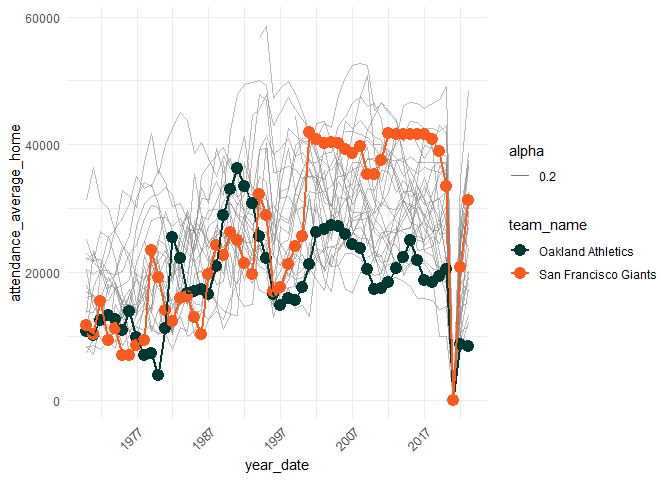 60000
40000
20000
0
attendance_average_home
1977
1987
1997
2007
2017
year_date
alpha
0.2
team_name
Oakland Athletics
San Francisco Giants